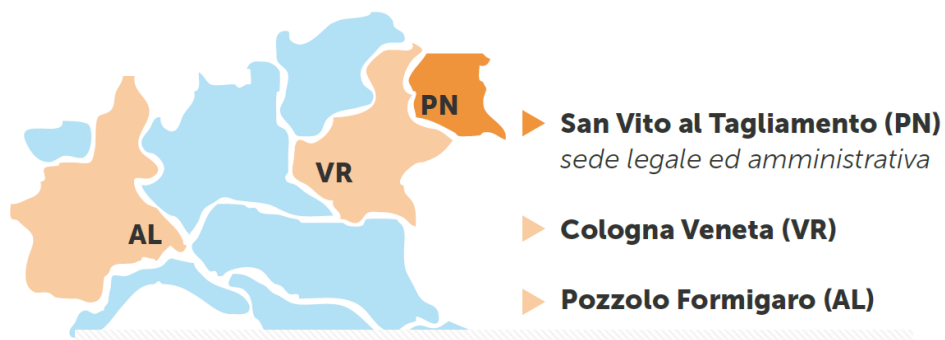 PN
VR
AL
San Vito al Tagliamento (PN)
sede legale ed amministrativa
Cologna Veneta (VR)
Pozzolo Formigaro (AL)